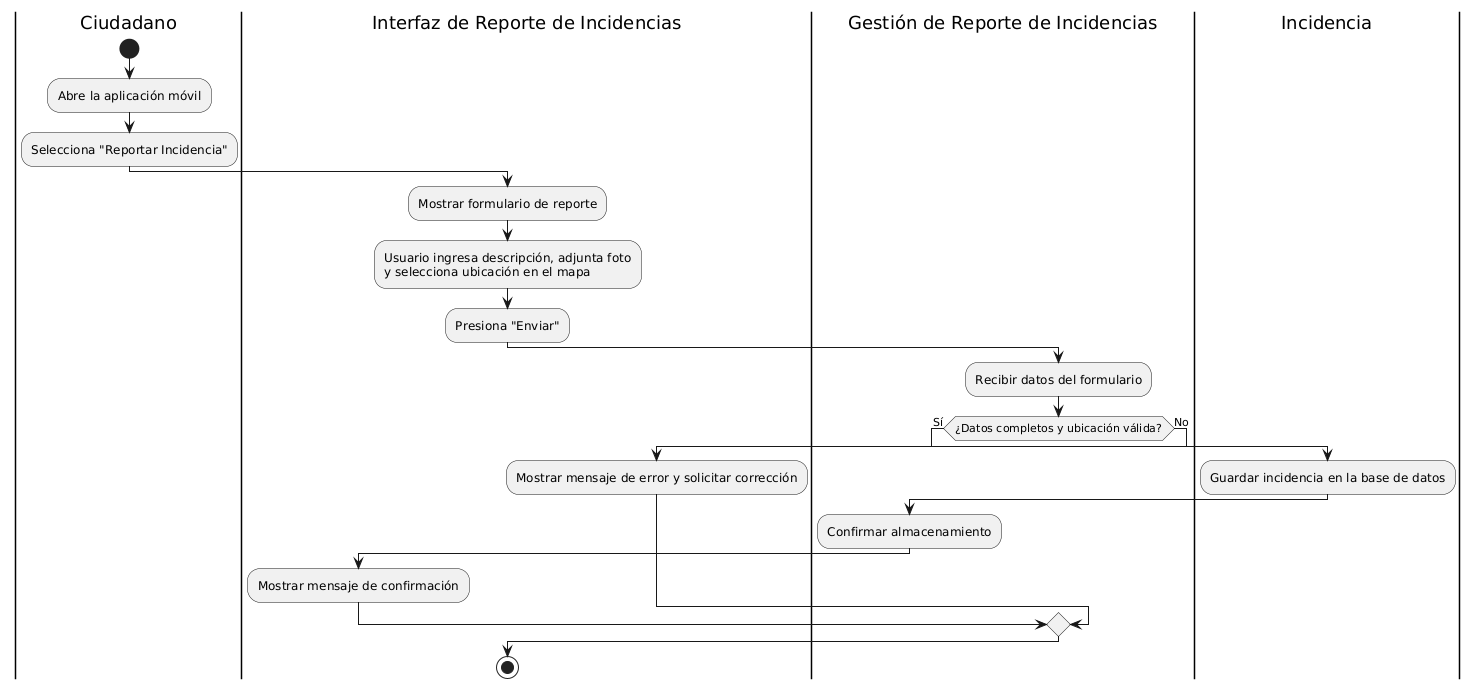 Ciudadano
Interfaz de Reporte de Incidencias
Gestión de Reporte de Incidencias
Incidencia
Abre la aplicación móvil
Selecciona "Reportar Incidencia"
Mostrar formulario de reporte
Usuario ingresa descripción, adjunta foto
y selecciona ubicación en el mapa
Presiona "Enviar"
Recibir datos del formulario
Sí
¿Datos completos y ubicación válida?
No
Mostrar mensaje de error y solicitar corrección
Guardar incidencia en la base de datos
Confirmar almacenamiento
Mostrar mensaje de confirmación